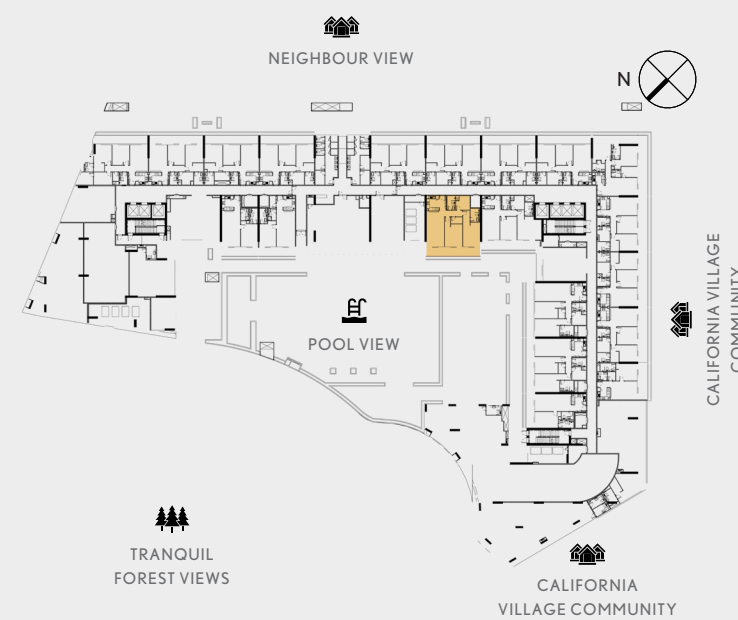 NEIGHBOUR VIEW
N
CALIFORNIA VILLAGE
COMMUNITY
POOL VIEW
TRANQUIL
FOREST VIEWS
CALIFORNIA
VILLAGE COMMUNITY